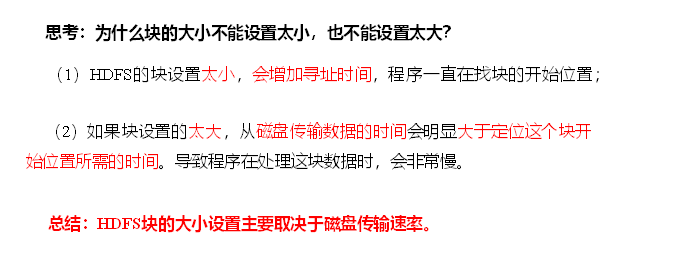 思考：为什么块的大小不能设置太小，也不能设置太大？
（1）HDFS的块设置太小，会增加寻址时间，程序一直在找块的开始位置；
（2）如果块设置的太大，从磁盘传输数据的时间会明显大于定位这个块开
始位置所需的时间。导致程序在处理这块数据时，会非常慢。
总结：HDFS块的大小设置主要取决于磁盘传输速率。